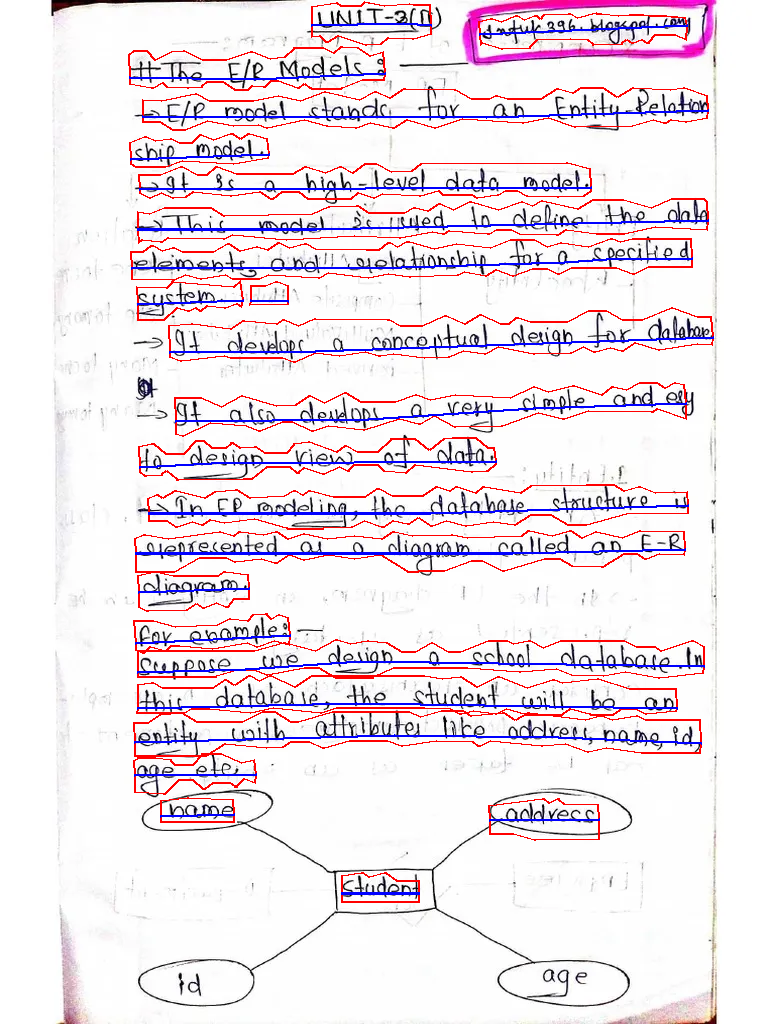 UNIT-2(I)
jntuk396.blogspot.com
# The E/R Models:
→ E/R model stands for an Entity-Relation
ship model.
→ It is a high-level data model.
→ This model is used to define the data
elements, and relationship for a specified
system.
→ It develops a conceptual design for database
→ It also develops a very simple and esy
to design view of data.
→ In ER modeling, the database structure is
represented as a diagram called an E-R
diagram.
for example:-
suppose we design a school database. In
this database, the student will be an
entity with attributes like address, name, id,
age etc.
name
address
student
id
age